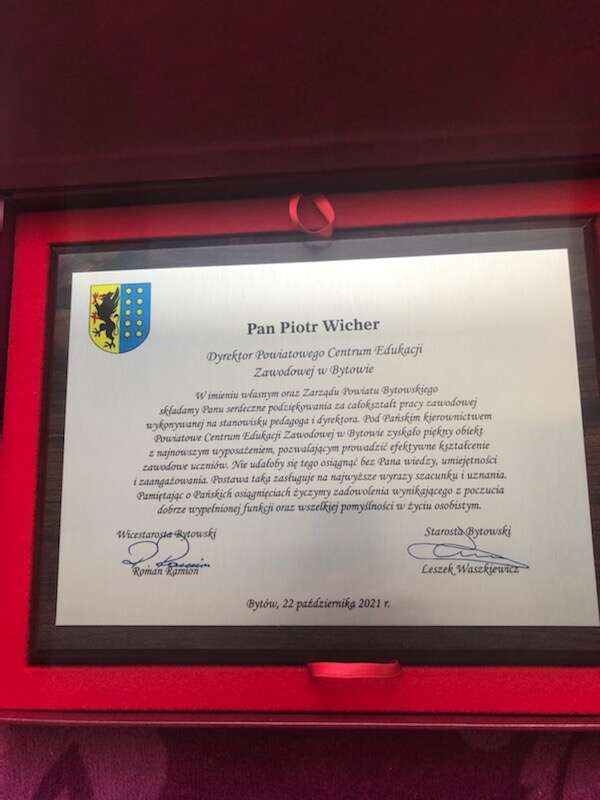 Pan Piotr Wicher
Dyrektor Powiatowego Centrum Edukacji
Zawodowej w Bytowie
W imieniu własnym oraz Zarządu Powiatu Bytowskiego
składamy Panu serdeczne podziękowania za całokształt pracy zawodowej
wykonywanej na stanowisku pedagoga i dyrektora. Pod Pańskim kierownictwem
Powiatowe Centrum Edukacji Zawodowej w Bytowie zyskało piękny obiekt
z najnowszym wyposażeniem, pozwalającym prowadzić efektywne kształcenie
zawodowe uczniów. Nie udałoby się tego osiągnąć bez Pana wiedzy, umiejętności
i zaangażowania. Postawa taka zasługuje na najwyższe wyrazy szacunku i uznania.
Pamiętając o Pańskich osiągnięciach życzymy zadowolenia wynikającego z poczucia
dobrze wypełnionej funkcji oraz wszelkiej pomyślności w życiu osobistym.
Wicestarosta Bytowski
Roman Ramion
Starosta Bytowski
Leszek Waszkiewicz
Bytów, 22 października 2021 r.